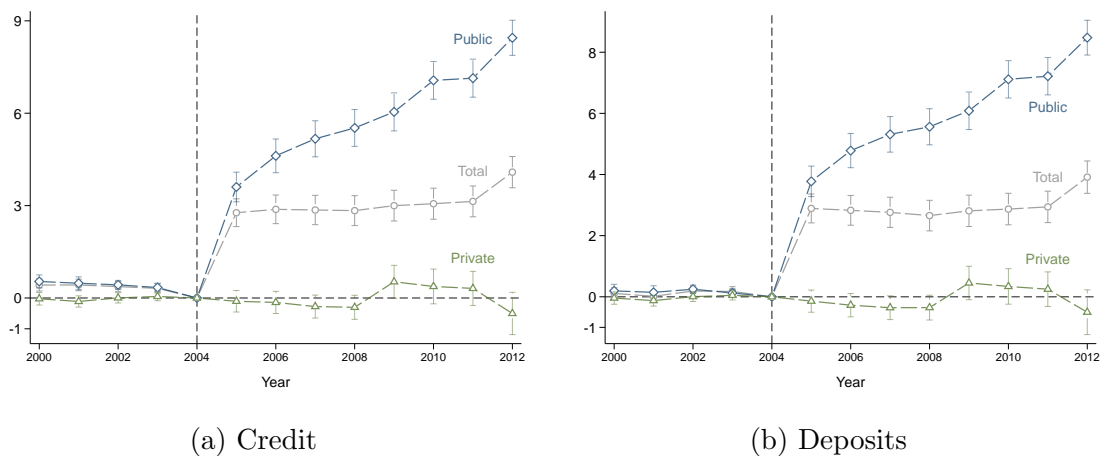 9
6
3
0
-1
Public
Total
Private
2000 2002 2004 2006 2008 2010 2012
Year
(a) Credit
8
6
4
2
0
-1
Public
Total
Private
2000 2002 2004 2006 2008 2010 2012
Year
(b) Deposits